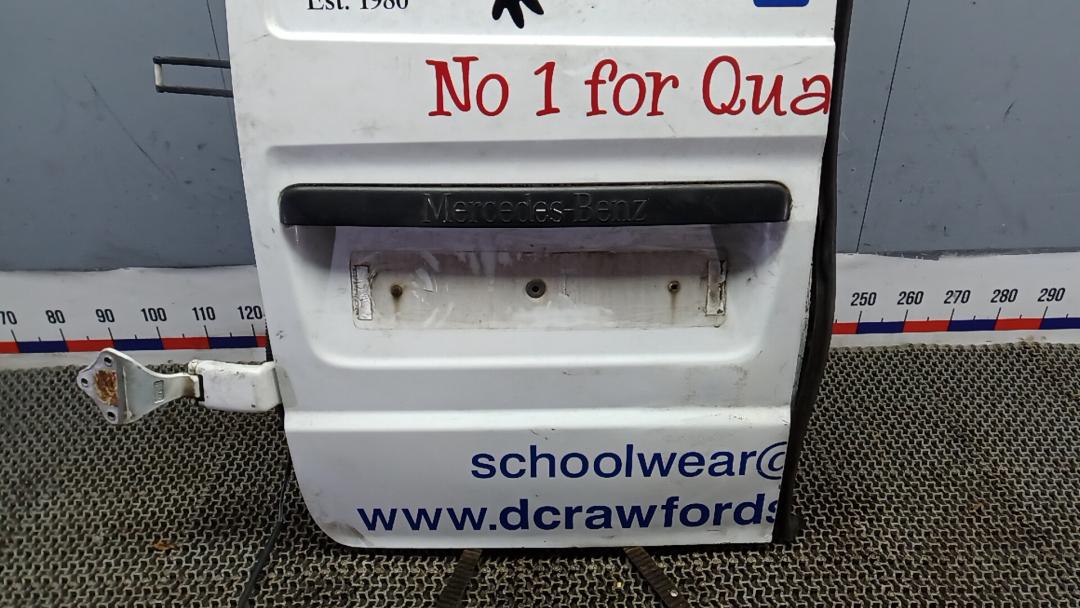 Est. 1980
No 1 for Qua
Mercedes-Benz
70 80 90 100 110 120
250 260 270 280 290
schoolwear@
www.dcrawfords